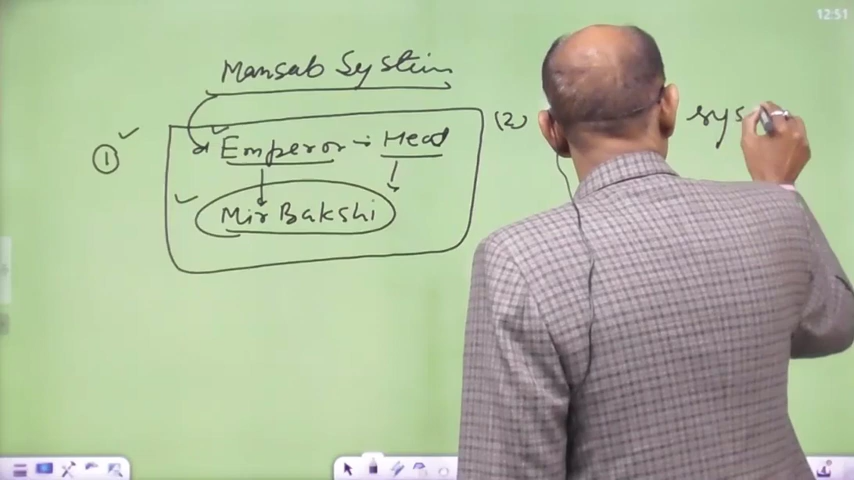 12:51
Mansab System
① Emperor → Head
(2) sys
Mir Bakshi